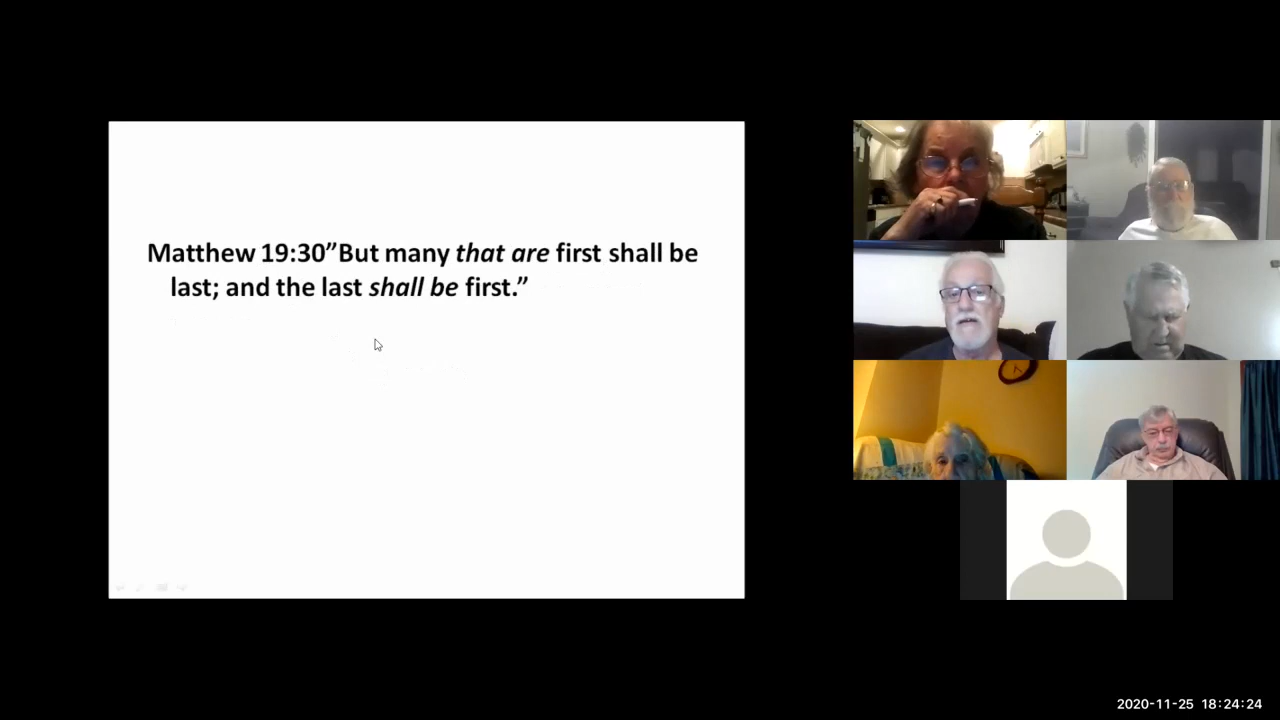 Matthew 19:30”But many that are first shall be
last; and the last shall be first.”
2020-11-25 18:24:24